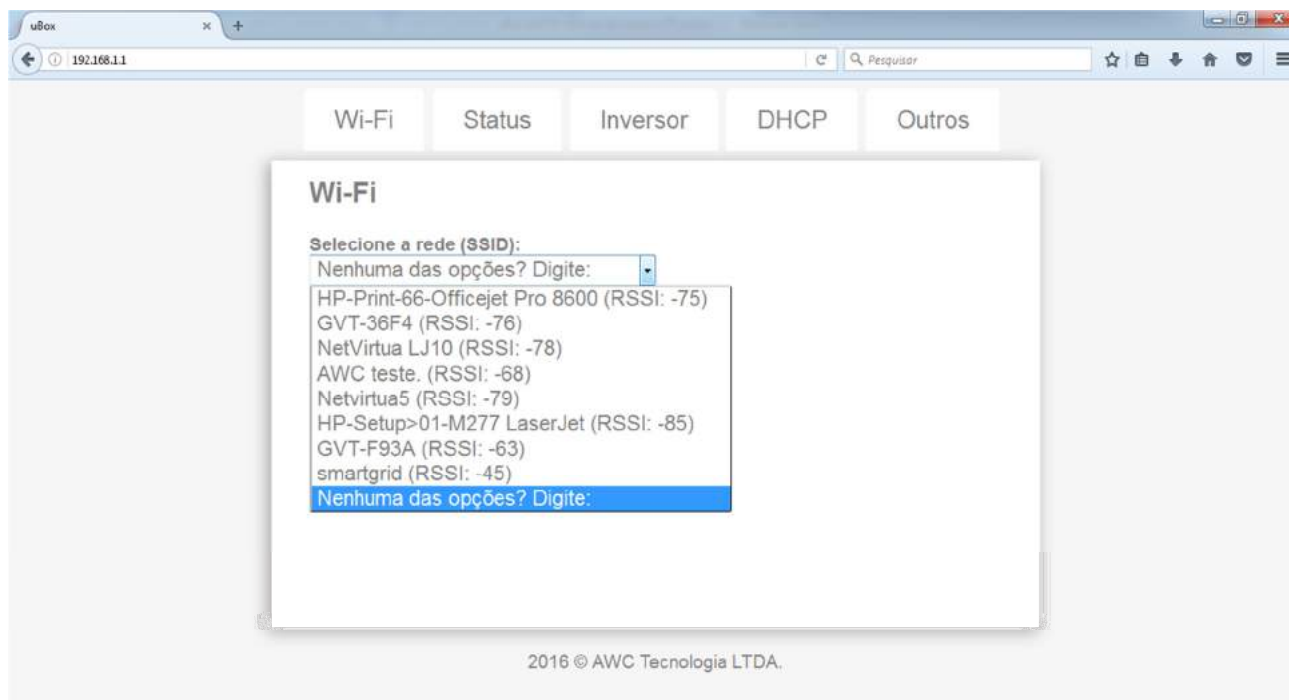 uBox
192.168.1.1
Pesquisar
Wi-Fi Status Inversor DHCP Outros
Wi-Fi
Selecione a rede (SSID):
Nenhuma das opções? Digite:
HP-Print-66-Officejet Pro 8600 (RSSI: -75)
GVT-36F4 (RSSI: -76)
NetVirtua LJ10 (RSSI: -78)
AWC teste. (RSSI: -68)
Netvirtua5 (RSSI: -79)
HP-Setup>01-M277 LaserJet (RSSI: -85)
GVT-F93A (RSSI: -63)
smartgrid (RSSI: -45)
Nenhuma das opções? Digite:
2016 © AWC Tecnologia LTDA.